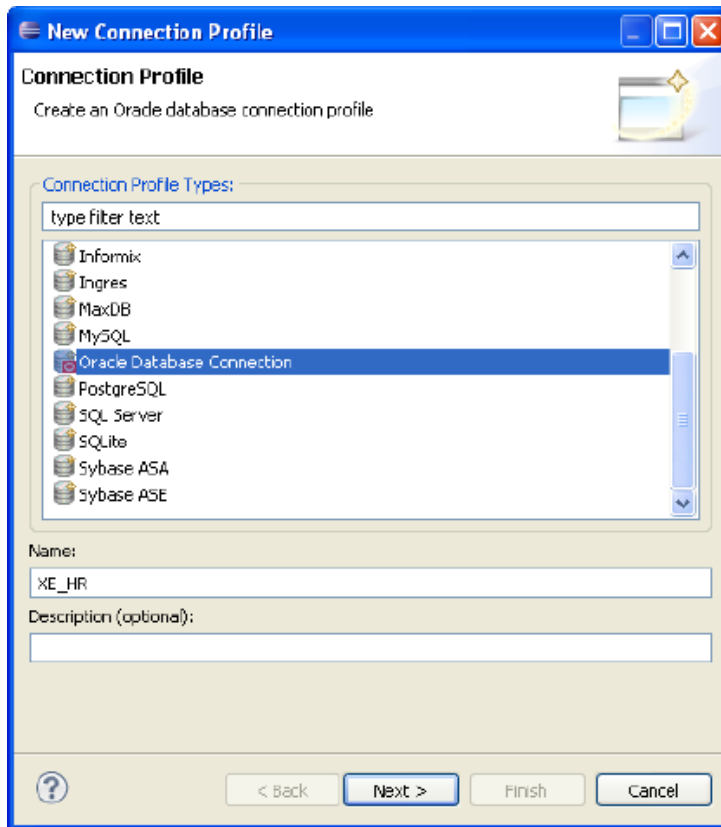 New Connection Profile
Connection Profile
Create an Oracle database connection profile
Connection Profile Types:
type filter text
Informix
Ingres
MaxDB
MySQL
Oracle Database Connection
PostgreSQL
SQL Server
SQLite
Sybase ASA
Sybase ASE
Name:
XE_HR
Description (optional):
? < Back Next > Finish Cancel